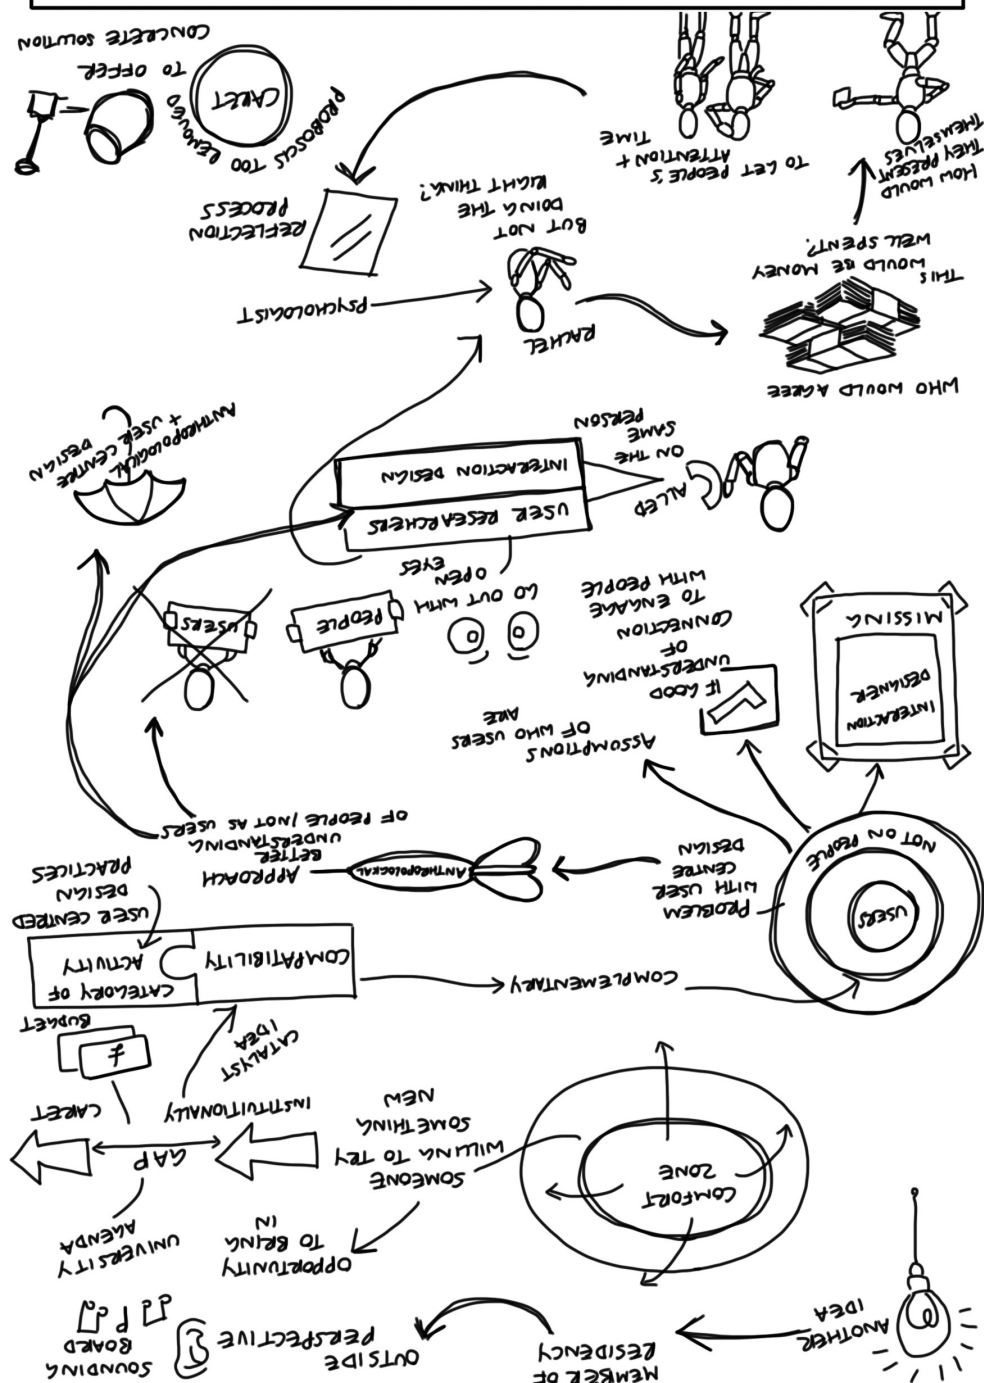 ANOTHER
IDEA
MEMBER OF
RESIDENCY
OUTSIDE
PERSPECTIVE
SOUNDING
BOARD
COMFORT
ZONE
SOMEONE
WILLING TO TRY
SOMETHING
NEW
OPPORTUNITY
TO BRING
IN
UNIVERSITY
AGENDA
GAP
INSTITUITIONALLY
CARET
£
BUDGET
CATALYST
IDEA
COMPATIBILITY
CATEGORY OF
ACTIVITY
USER CENTRED
DESIGN
PRACTICES
COMPLEMENTARY
USERS
NOT ON PEOPLE
PROBLEM
WITH USER
CENTRE
DESIGN
ANTHROPOLOGICAL
APPROACH
BETTER
UNDERSTANDING
OF PEOPLE/NOT AS USERS
MISSING
INTERACTION
DESIGNER
IF GOOD
UNDERSTANDING
OF
CONNECTION
TO ENGAGE
WITH PEOPLE
ASSUMPTIONS
OF WHO USERS
ARE
GO OUT WITH
OPEN
EYES
PEOPLE
USERS
USER RESEARCHERS
INTERACTION DESIGN
ALLED
ON THE
SAME
PERSON
ANTHROPOLOGICAL
+ USER CENTRE
DESIGN
WHO WOULD AGREE
THIS
WOULD BE MONEY
WELL SPENT?
RACHEL
PSYCHOLOGIST
BUT NOT
DOING THE
RIGHT THING?
HOW WOULD
THEY PRESENT
THEMSELVES
TO GET PEOPLE'S
ATTENTION +
TIME
REFLECTION
PROCESS
PROBOSCIS TOO REMOVED
CARET
TO OFFER
CONCRETE SOLUTION